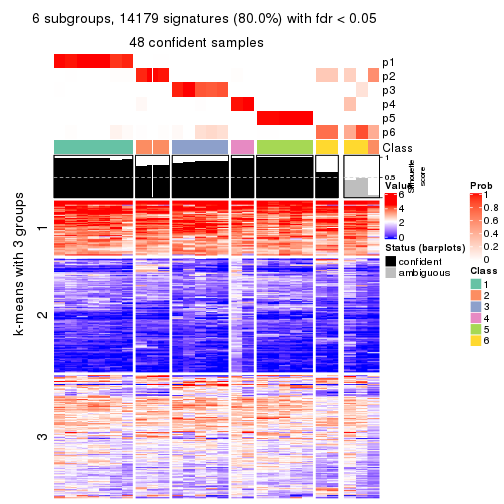 6 subgroups, 14179 signatures (80.0%) with fdr < 0.05
48 confident samples
p1
p2
p3
p4
p5
p6
Class
1
0.5
Silhouette
score
k-means with 3 groups
1
2
3
Value
6
4
2
0
Status (barplots)
confident
ambiguous
Prob
1
0.8
0.6
0.4
0.2
0
Class
1
2
3
4
5
6